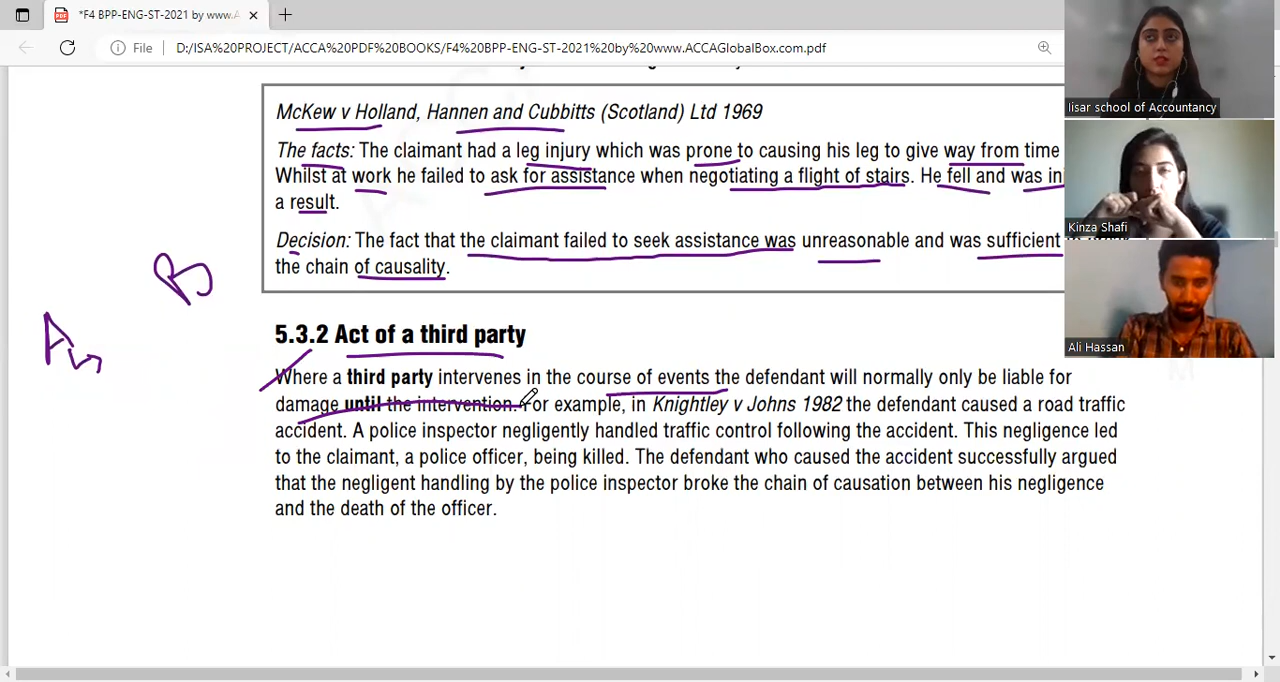 *F4 BPP-ENG-ST-2021 by www.A
File D:/ISA%20PROJECT/ACCA%20PDF%20BOOKS/F4%20BPP-ENG-ST-2021%20by%20www.ACCAGlobalBox.com.pdf
McKew v Holland, Hannen and Cubbitts (Scotland) Ltd 1969
The facts: The claimant had a leg injury which was prone to causing his leg to give way from time
Whilst at work he failed to ask for assistance when negotiating a flight of stairs. He fell and was in
a result.
Decision: The fact that the claimant failed to seek assistance was unreasonable and was sufficient
the chain of causality.
B
A
5.3.2 Act of a third party
Where a third party intervenes in the course of events the defendant will normally only be liable for
damage until the intervention. For example, in Knightley v Johns 1982 the defendant caused a road traffic
accident. A police inspector negligently handled traffic control following the accident. This negligence led
to the claimant, a police officer, being killed. The defendant who caused the accident successfully argued
that the negligent handling by the police inspector broke the chain of causation between his negligence
and the death of the officer.
lisar school of Accountancy
Kinza Shafi
Ali Hassan